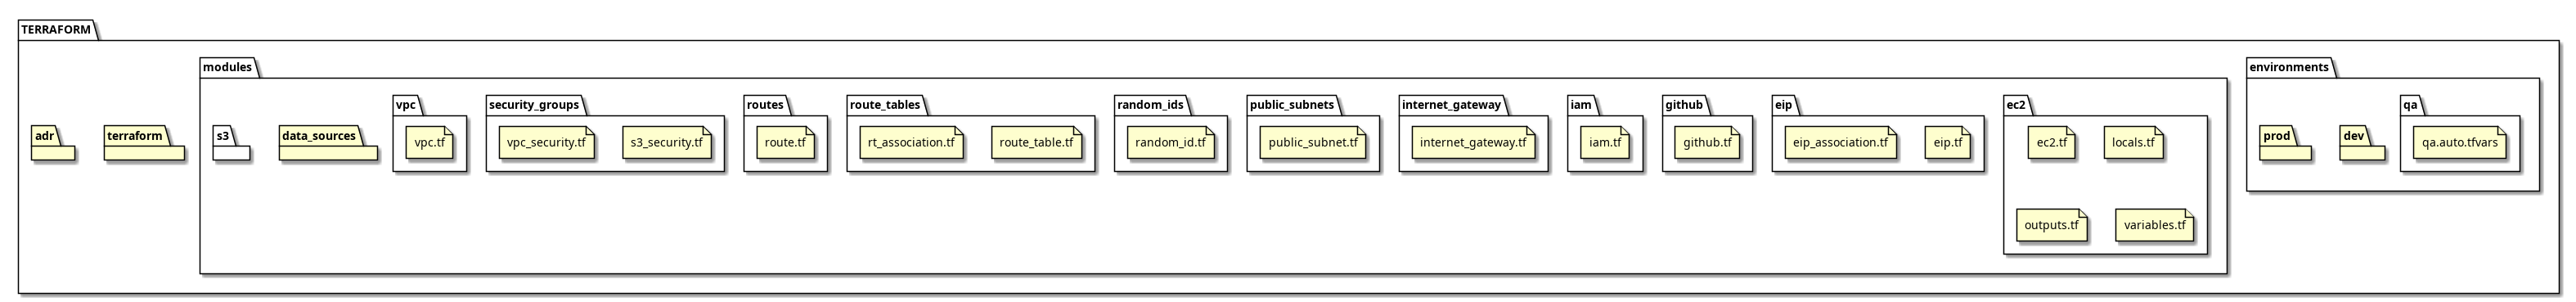 TERRAFORM
adr
terraform
modules
s3
data_sources
vpc
vpc.tf
security_groups
vpc_security.tf
s3_security.tf
routes
route.tf
route_tables
rt_association.tf
route_table.tf
random_ids
random_id.tf
public_subnets
public_subnet.tf
internet_gateway
internet_gateway.tf
iam
iam.tf
github
github.tf
eip
eip_association.tf
eip.tf
ec2
ec2.tf
locals.tf
outputs.tf
variables.tf
environments
prod
dev
qa
qa.auto.tfvars